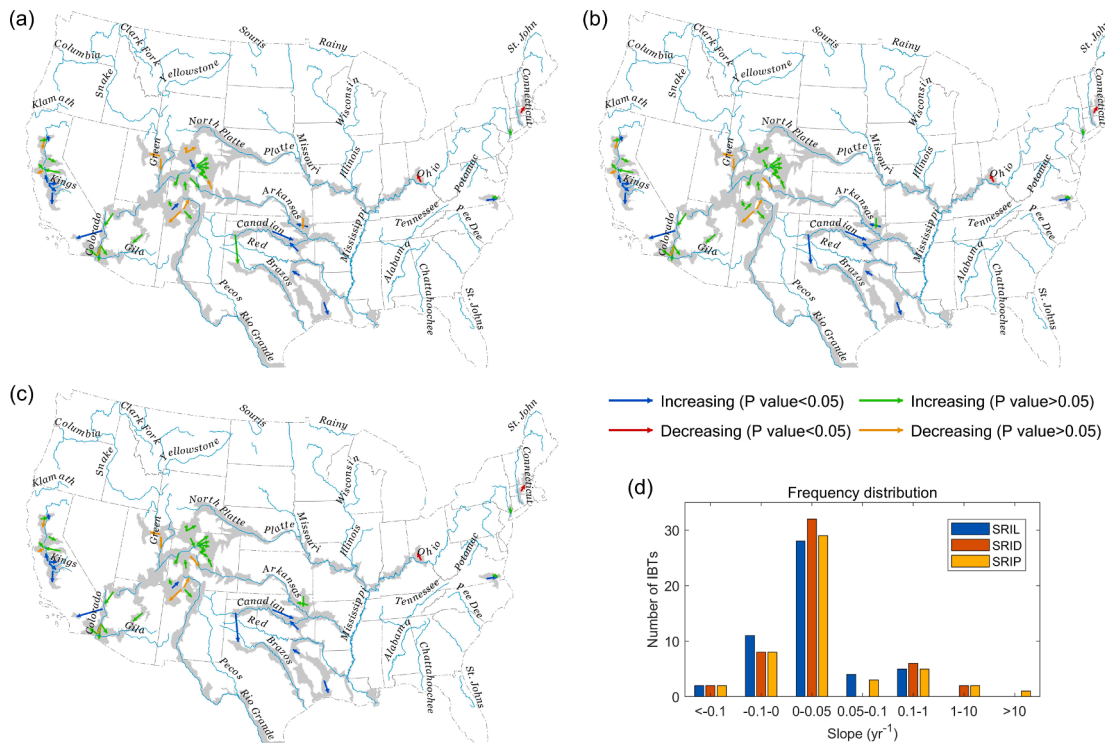 (a)
Columbia
Clark Fork
Snake
Yellowstone
Souris
Rainy
St. John
Connecticut
Klamath
Wisconsin
North Platte
Platte
Missouri
Illinois
Green
Ohio
Potomac
Kings
Arkansas
Colorado
Gila
Canadian
Red
Brazos
Mississippi
Tennessee
Pee Dee
Alabama
Chattahoochee
Pecos
Rio Grande
St. Johns
(b)
Columbia
Clark Fork
Snake
Yellowstone
Souris
Rainy
St. John
Connecticut
Klamath
Wisconsin
North Platte
Platte
Missouri
Illinois
Green
Ohio
Potomac
Kings
Arkansas
Colorado
Gila
Canadian
Red
Brazos
Mississippi
Tennessee
Pee Dee
Alabama
Chattahoochee
Pecos
Rio Grande
St. Johns
(c)
Columbia
Clark Fork
Snake
Yellowstone
Souris
Rainy
St. John
Connecticut
Klamath
Wisconsin
North Platte
Platte
Missouri
Illinois
Green
Ohio
Potomac
Kings
Arkansas
Colorado
Gila
Canadian
Red
Brazos
Mississippi
Tennessee
Pee Dee
Alabama
Chattahoochee
Pecos
Rio Grande
St. Johns
Increasing (P value<0.05)
Increasing (P value>0.05)
Decreasing (P value<0.05)
Decreasing (P value>0.05)
(d)
Frequency distribution
Number of IBTs
30
20
10
0
SRIL
SRID
SRIP
<-0.1 -0.1-0 0-0.05 0.05-0.1 0.1-1 1-10 >10
Slope (yr⁻¹)